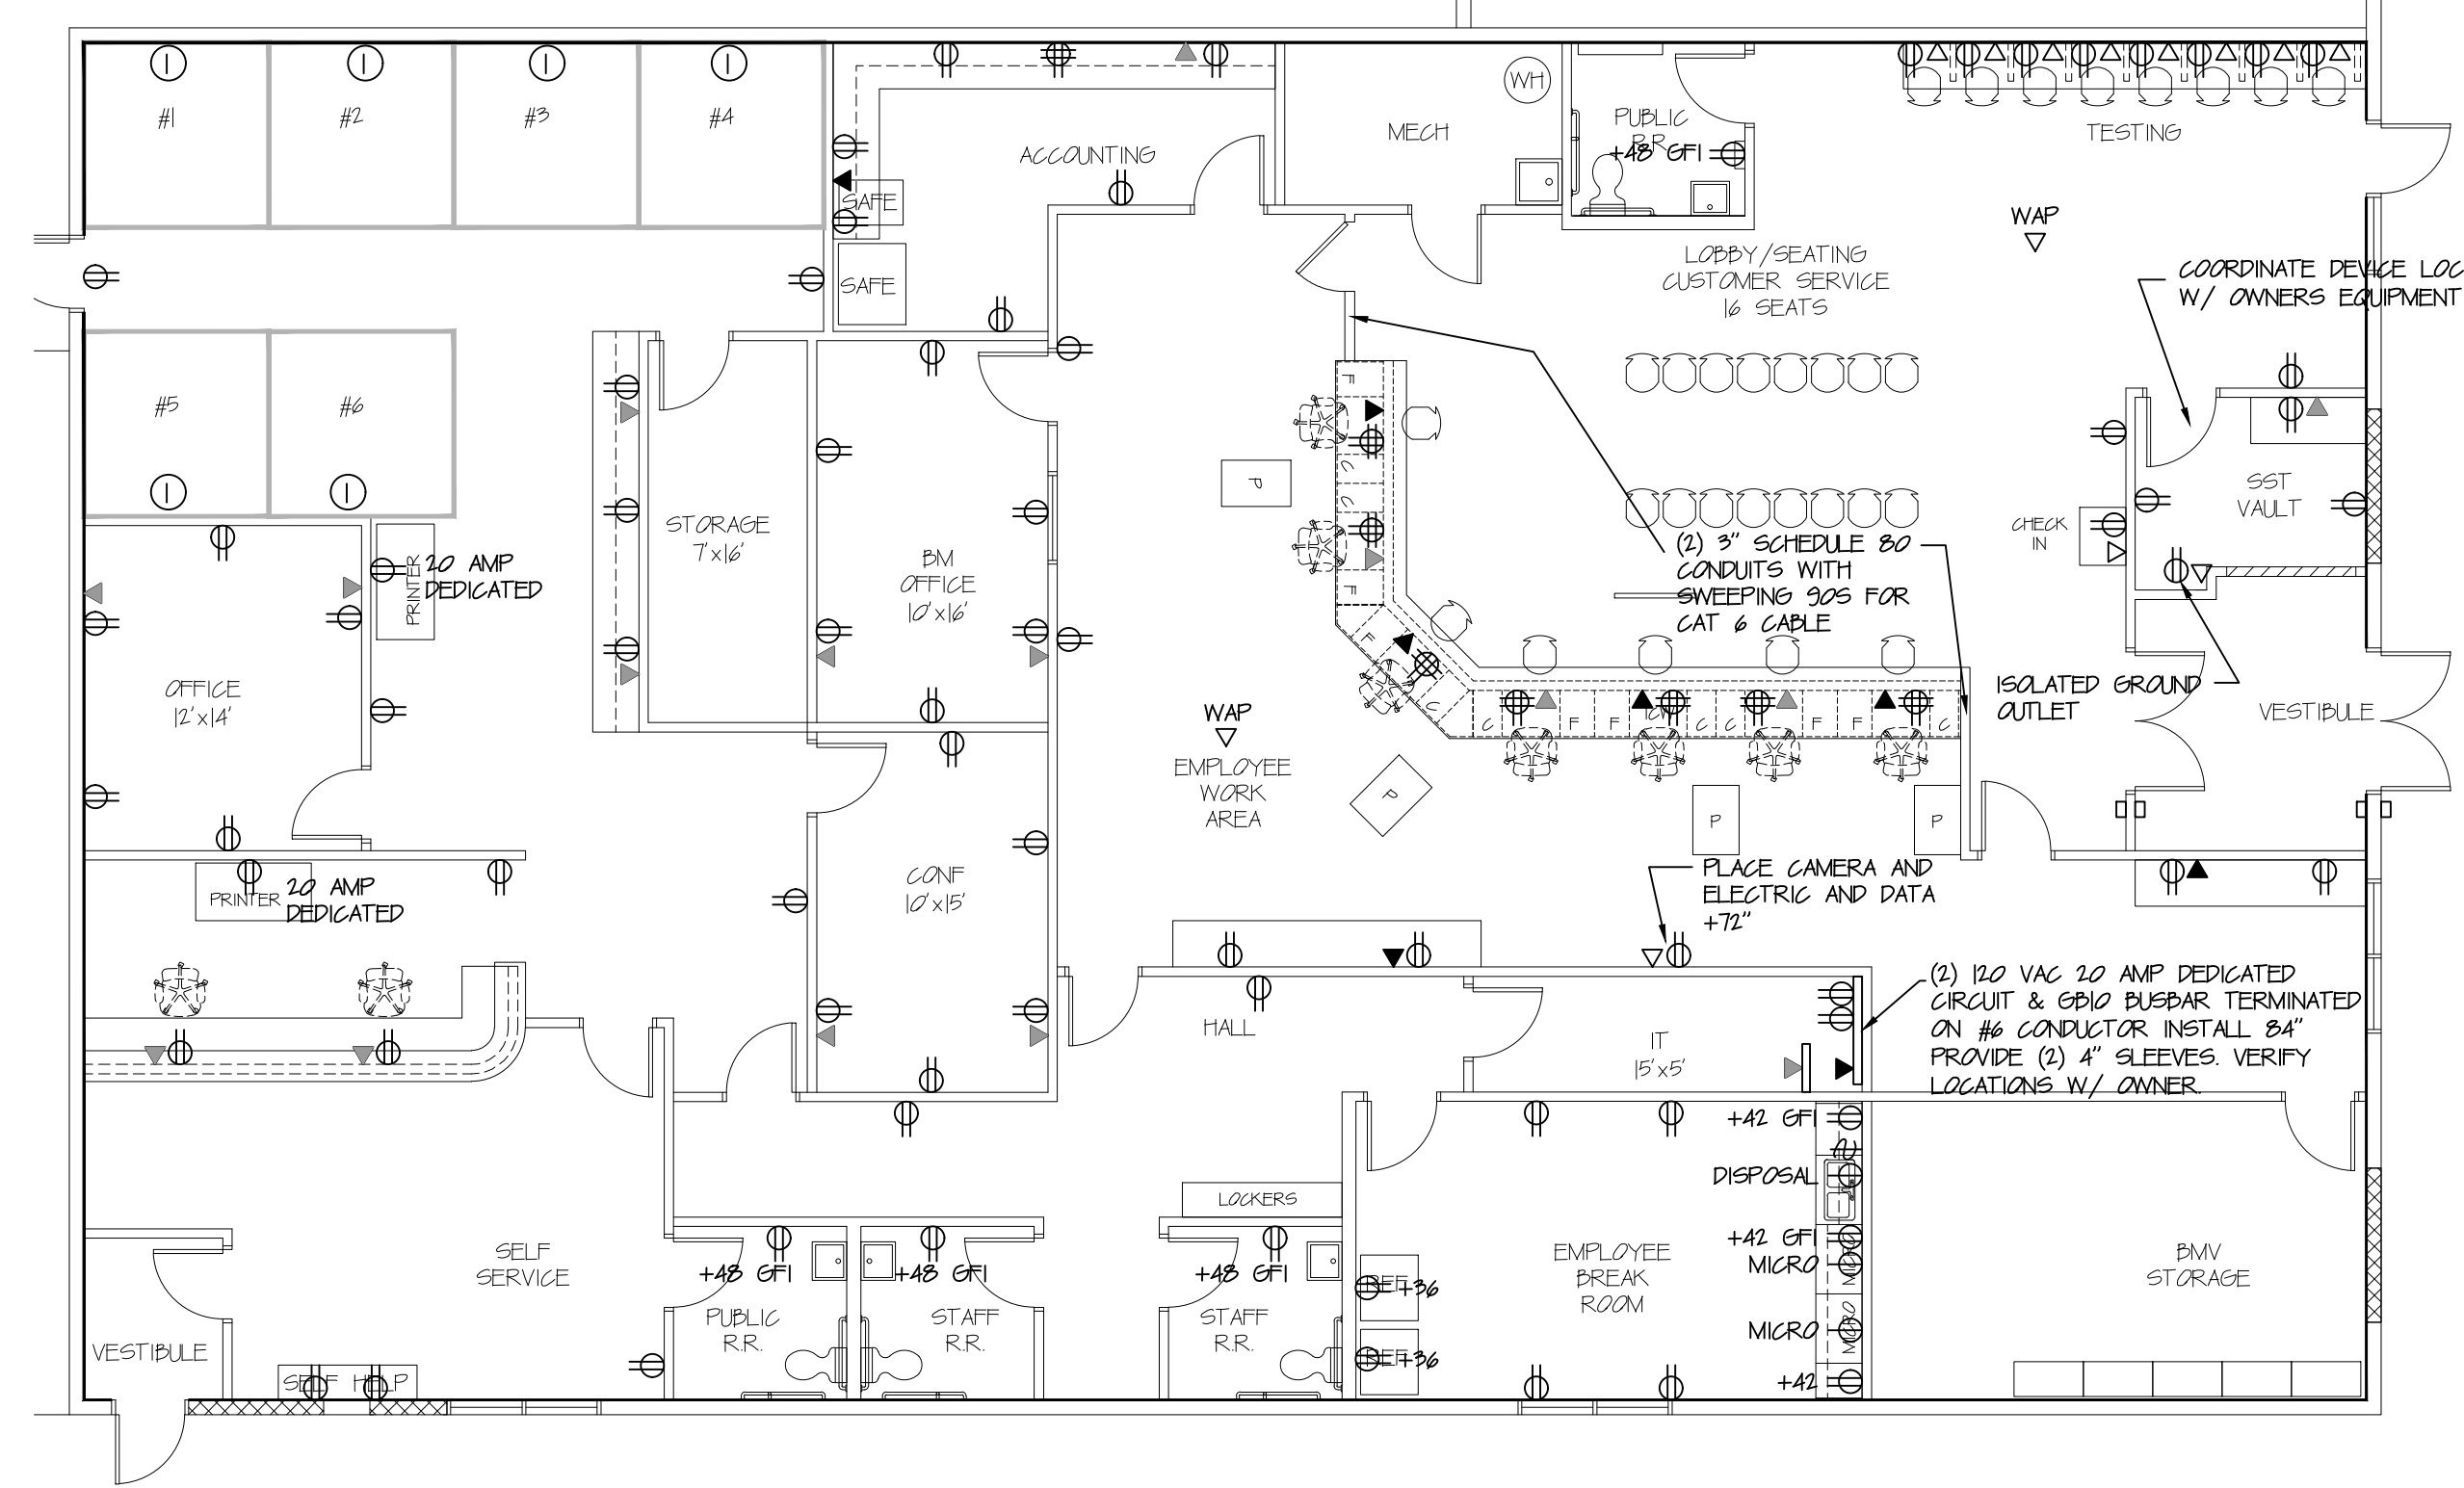 #1
#2
#3
#4
ACCOUNTING
SAFE
SAFE
MECH
WH
PUBLIC
R.R.
+48 GFI
TESTING
WAP
LOBBY/SEATING
CUSTOMER SERVICE
16 SEATS
COORDINATE DEVICE LOC
W/ OWNERS EQUIPMENT
#5
#6
PRINTER
20 AMP
DEDICATED
STORAGE
7'x16'
BM
OFFICE
10'x16'
F
C
C
F
F
C
P
(2) 3" SCHEDULE 80
CONDUITS WITH
SWEEPING 90S FOR
CAT 6 CABLE
CHECK
IN
SST
VAULT
ISOLATED GROUND
OUTLET
VESTIBULE
OFFICE
12'x14'
WAP
EMPLOYEE
WORK
AREA
C
F
F
C
C
F
F
C
P
P
P
PRINTER
20 AMP
DEDICATED
CONF
10'x15'
PLACE CAMERA AND
ELECTRIC AND DATA
+72"
(2) 120 VAC 20 AMP DEDICATED
CIRCUIT & GB10 BUSBAR TERMINATED
ON #6 CONDUCTOR INSTALL 84"
PROVIDE (2) 4" SLEEVES. VERIFY
LOCATIONS W/ OWNER.
HALL
IT
15'x5'
+42 GFI
DISPOSAL
+42 GFI
MICRO
MICRO
MICRO
MICRO
+42
LOCKERS
SELF
SERVICE
+48 GFI
+48 GFI
+48 GFI
PUBLIC
R.R.
STAFF
R.R.
STAFF
R.R.
REF
+36
REF
+36
EMPLOYEE
BREAK
ROOM
BMV
STORAGE
VESTIBULE
SELF HELP